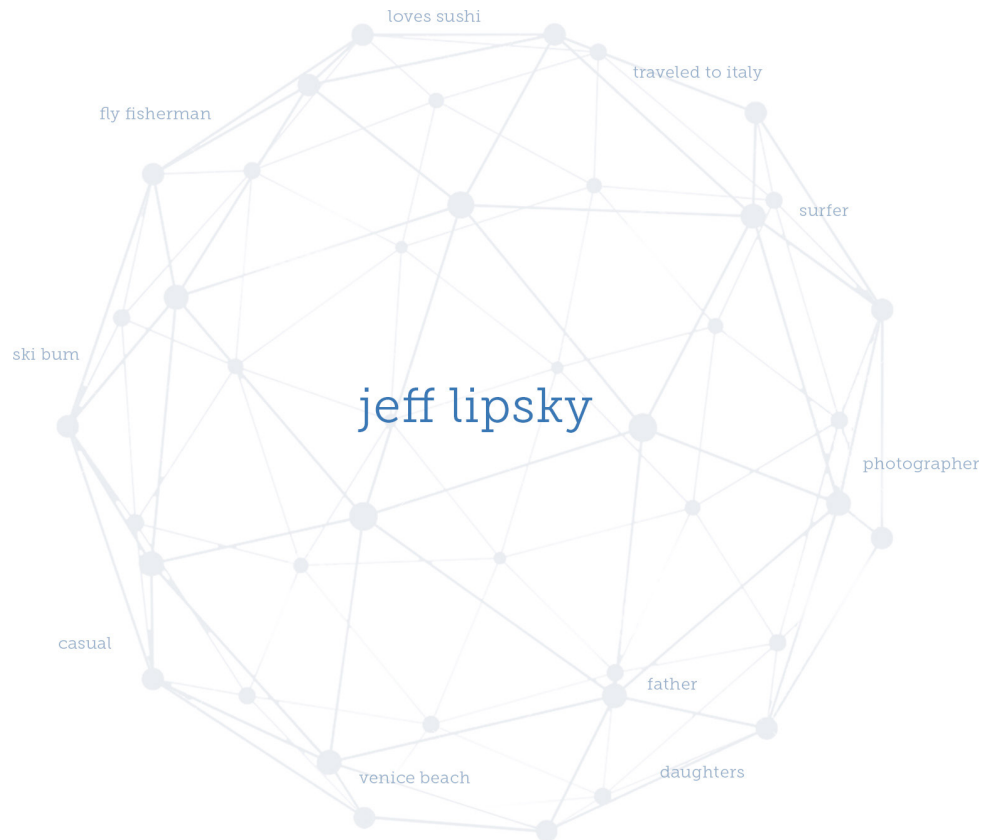 loves sushi
traveled to italy
fly fisherman
surfer
ski bum
jeff lipsky
photographer
casual
father
daughters
venice beach